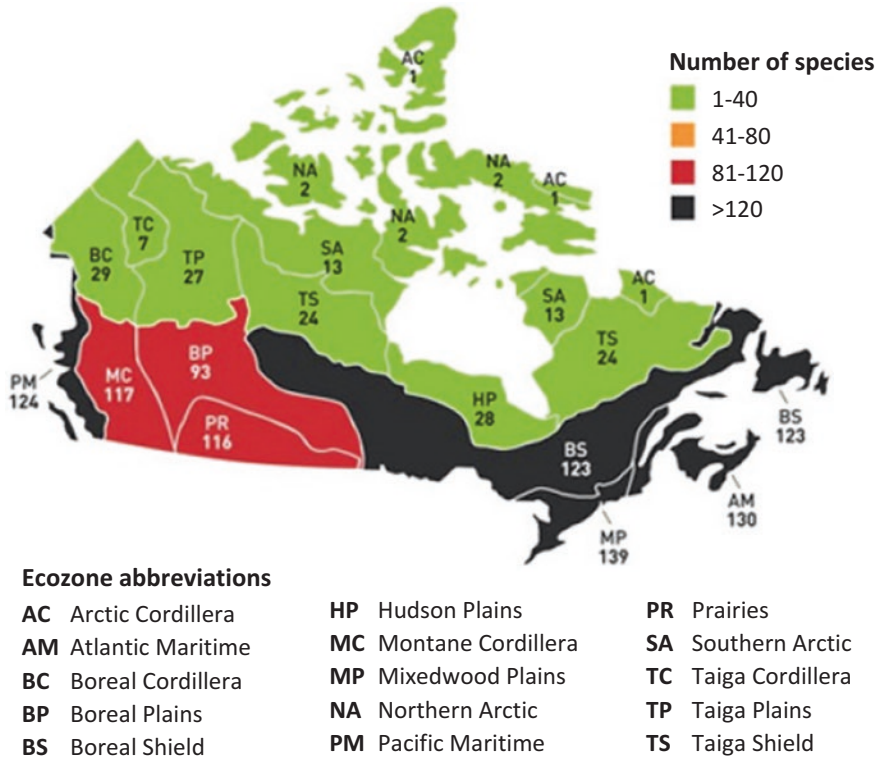 AC
1
Number of species
1-40
41-80
81-120
>120
NA
2
NA
2
AC
1
NA
2
TC
7
BC
29
TP
27
SA
13
TS
24
SA
13
AC
1
TS
24
PM
124
MC
117
BP
93
PR
116
HP
28
BS
123
BS
123
AM
130
MP
139
Ecozone abbreviations
AC Arctic Cordillera
AM Atlantic Maritime
BC Boreal Cordillera
BP Boreal Plains
BS Boreal Shield
HP Hudson Plains
MC Montane Cordillera
MP Mixedwood Plains
NA Northern Arctic
PM Pacific Maritime
PR Prairies
SA Southern Arctic
TC Taiga Cordillera
TP Taiga Plains
TS Taiga Shield